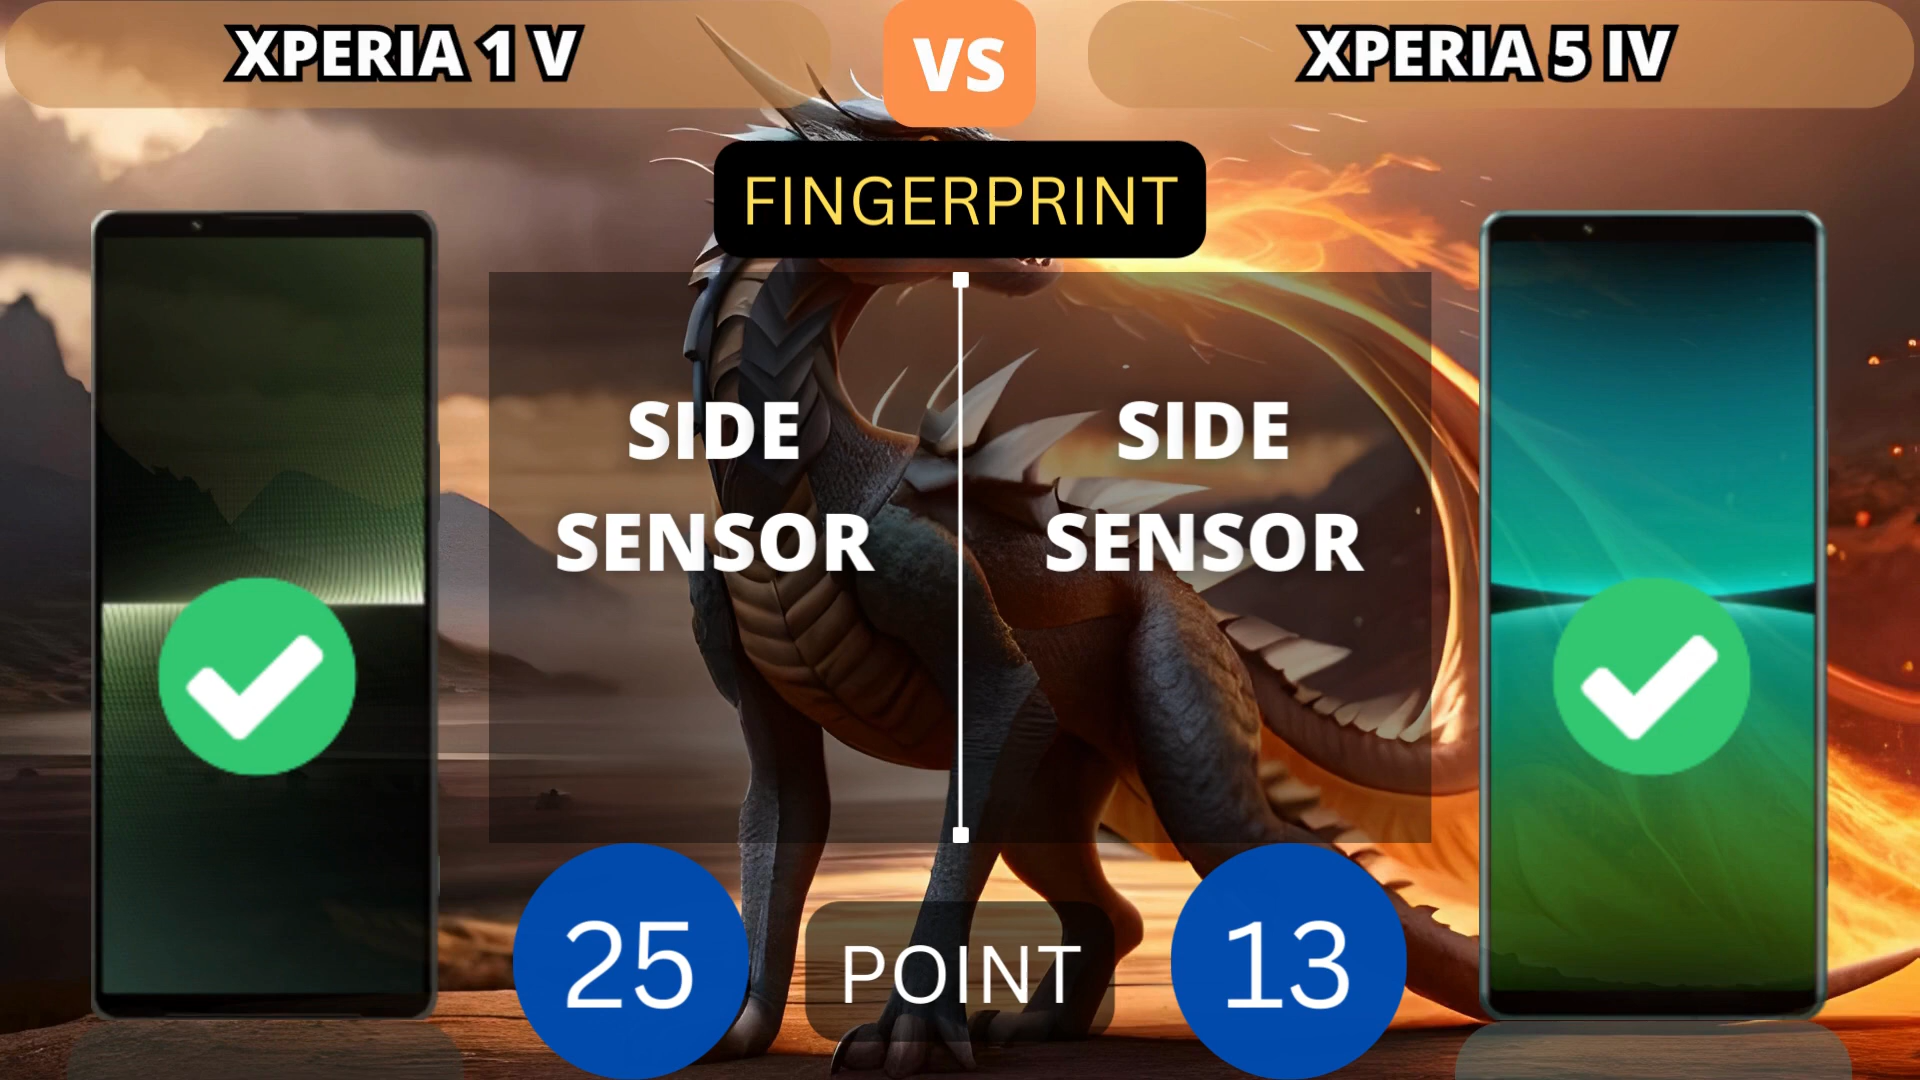 XPERIA 1 V
VS
XPERIA 5 IV
FINGERPRINT
SIDE
SENSOR
SIDE
SENSOR
25
POINT
13